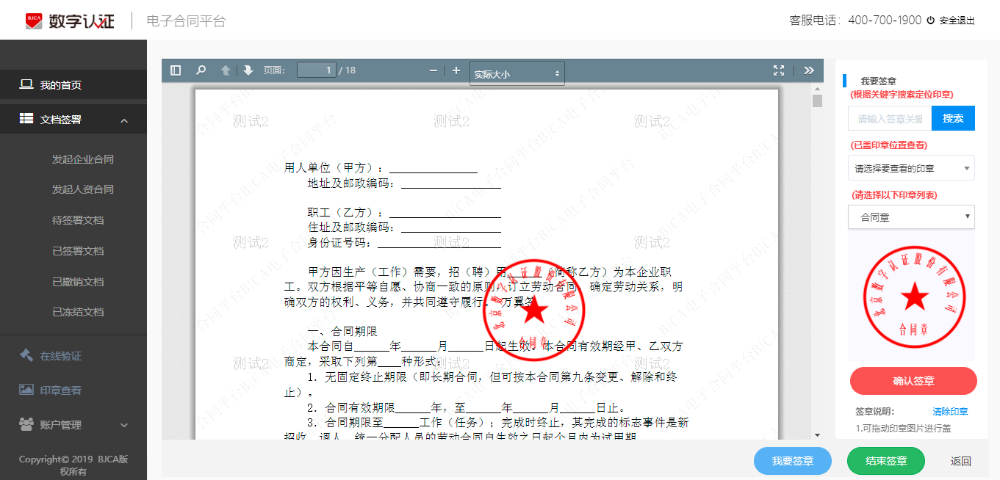 BJCA 数字认证 电子合同平台
客服电话： 400-700-1900 安全退出
我的首页
文档签署
发起企业合同
发起人资合同
待签署文档
已签署文档
已撤销文档
已冻结文档
在线验证
印章查看
账户管理
Copyright© 2019 BJCA版
权所有
页面： 1 / 18 实际大小
测试2 测试2 测试2
用人单位（甲方）：
地址及邮政编码：
职工（乙方）：
住址及邮政编码：
身份证号码：
测试2 测试2 测试2
甲方因生产（工作）需要，招（聘）用______（简称乙方）为本企业职
工。双方根据平等自愿、协商一致的原则，订立劳动合同，确定劳动关系，明
确双方的权利、义务，并共同遵守履行。 万翼签
北京数字认证股份有限公司
合同章
一、合同期限
本合同自______年______月______日起生效。本合同有效期经甲、乙双方
商定，采取下列第____种形式：
测试2 测试2 测试2
1. 无固定终止期限（即长期合同，但可按本合同第九条变更、解除和终
止）。
2. 合同有效期限______年，至______年______月______日止。
3. 合同期限至______工作（任务）；完成时终止，其完成的标志事件是新
招收、调入、统一分配人员的劳动合同自生效之日起个月内为试用期。
BJCA电子合同平台
我要签章
(根据关键字搜索定位印章)
请输入签章关键 搜索
(已盖印章位置查看)
请选择要查看的印章
(请选择以下印章列表)
合同章
北京数字认证股份有限公司
合同章
确认签章
签章说明： 清除印章
1.可拖动印章图片进行盖
我要签章 结束签章 返回